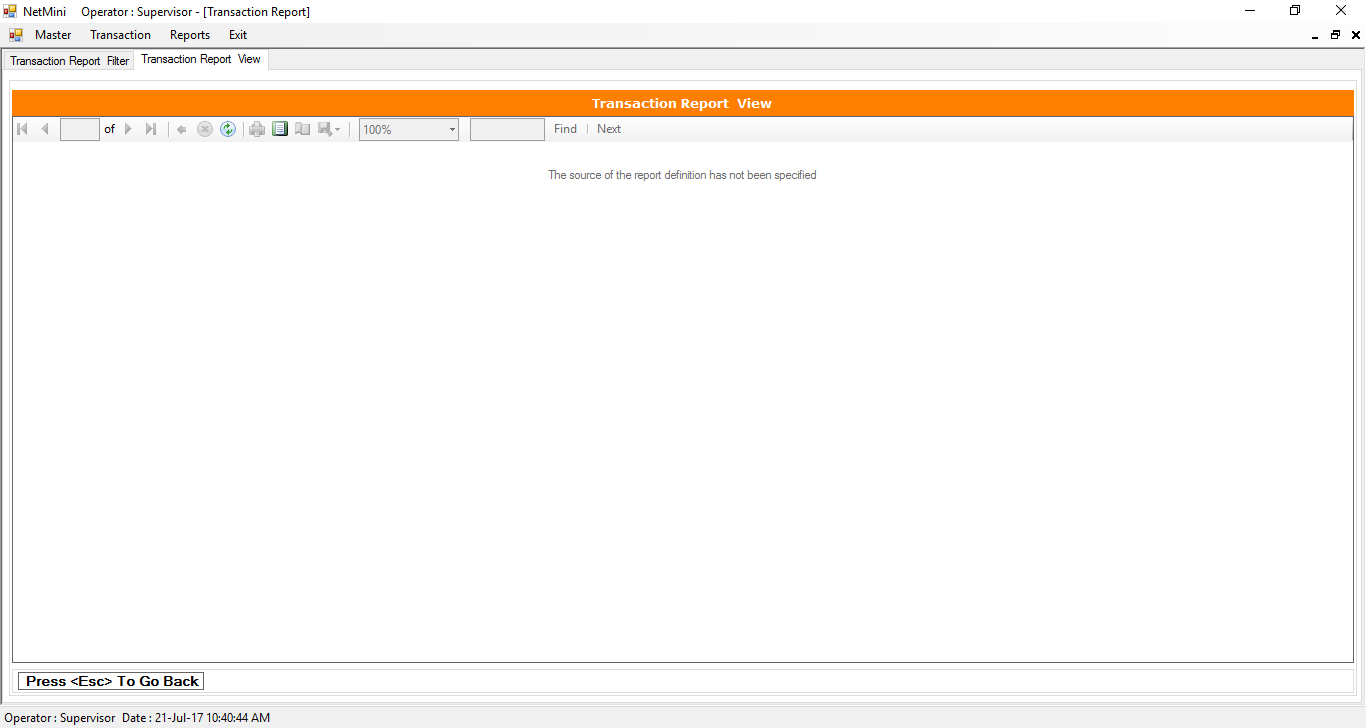 NetMini Operator : Supervisor - [Transaction Report]
Master Transaction Reports Exit
Transaction Report Filter Transaction Report View
Transaction Report View
of 100% Find Next
The source of the report definition has not been specified
Press <Esc> To Go Back
Operator : Supervisor Date : 21-Jul-17 10:40:44 AM